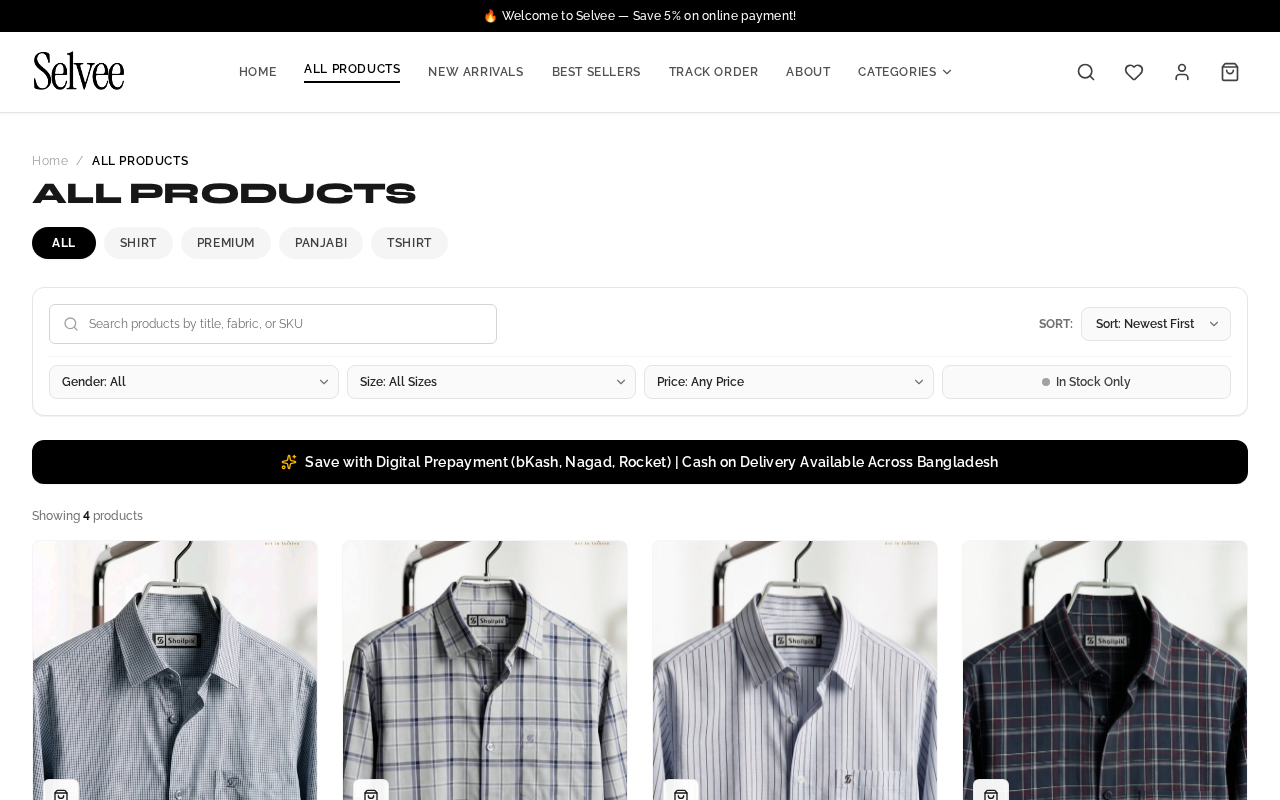 🔥 Welcome to Selvee — Save 5% on online payment!
Selvee
HOME
ALL PRODUCTS
NEW ARRIVALS
BEST SELLERS
TRACK ORDER
ABOUT
CATEGORIES
Home / ALL PRODUCTS
ALL PRODUCTS
ALL
SHIRT
PREMIUM
PANJABI
TSHIRT
Search products by title, fabric, or SKU
SORT:
Sort: Newest First
Gender: All
Size: All Sizes
Price: Any Price
In Stock Only
Save with Digital Prepayment (bKash, Nagad, Rocket) | Cash on Delivery Available Across Bangladesh
Showing 4 products
Shoilpik
Shoilpik
Shoilpik
Shoilpik